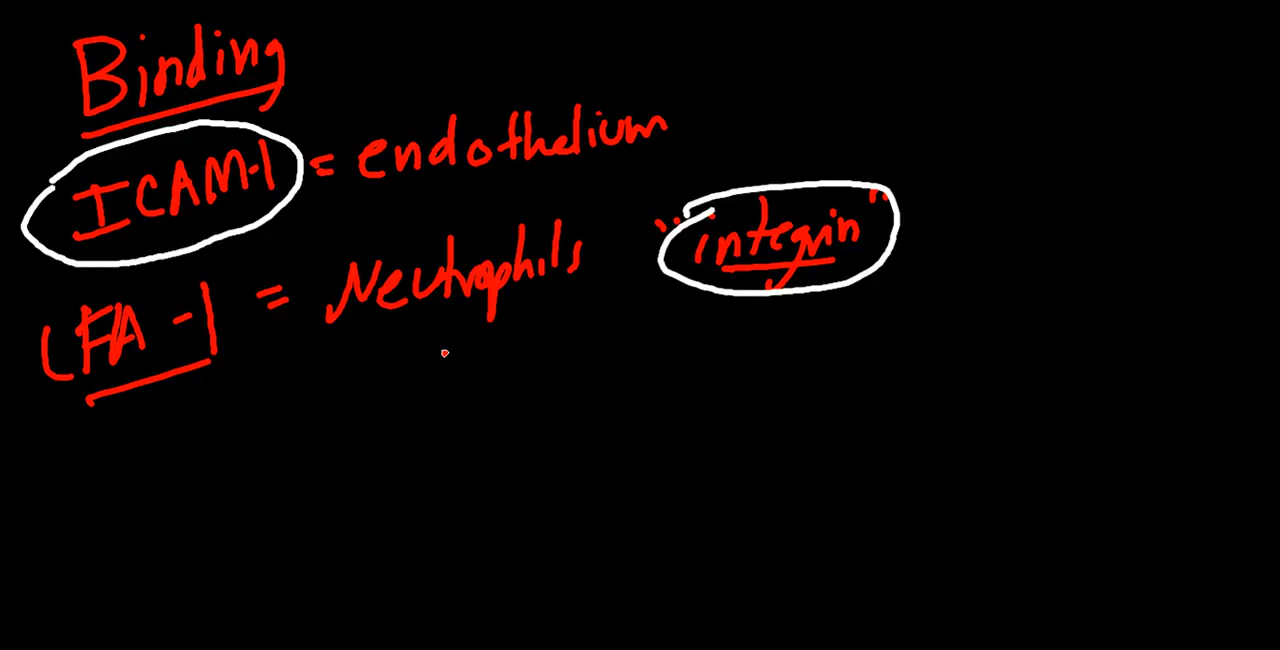 Binding
ICAM-1 = endothelium
LFA-1 = Neutrophils "integrin"